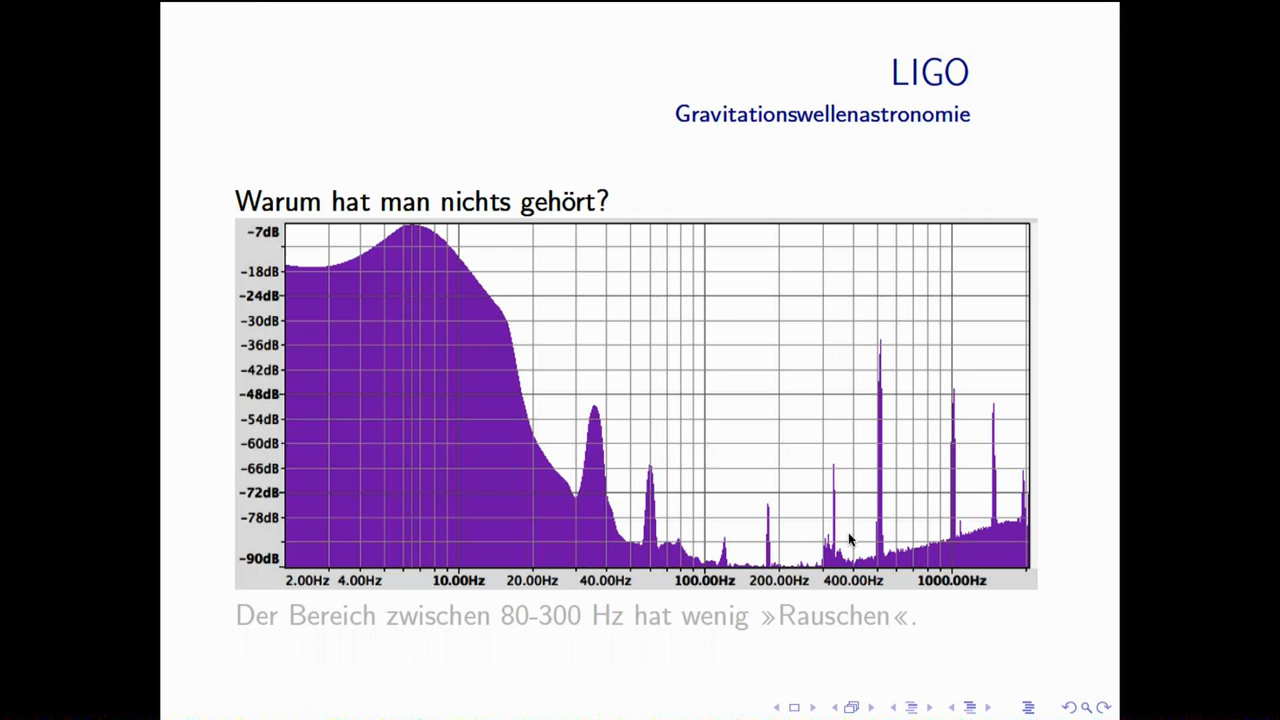 LIGO
Gravitationswellenastronomie
Warum hat man nichts gehört?
-7dB
-18dB
-24dB
-30dB
-36dB
-42dB
-48dB
-54dB
-60dB
-66dB
-72dB
-78dB
-90dB
2.00Hz 4.00Hz 10.00Hz 20.00Hz 40.00Hz 100.00Hz 200.00Hz 400.00Hz 1000.00Hz
Der Bereich zwischen 80-300 Hz hat wenig »Rauschen«.